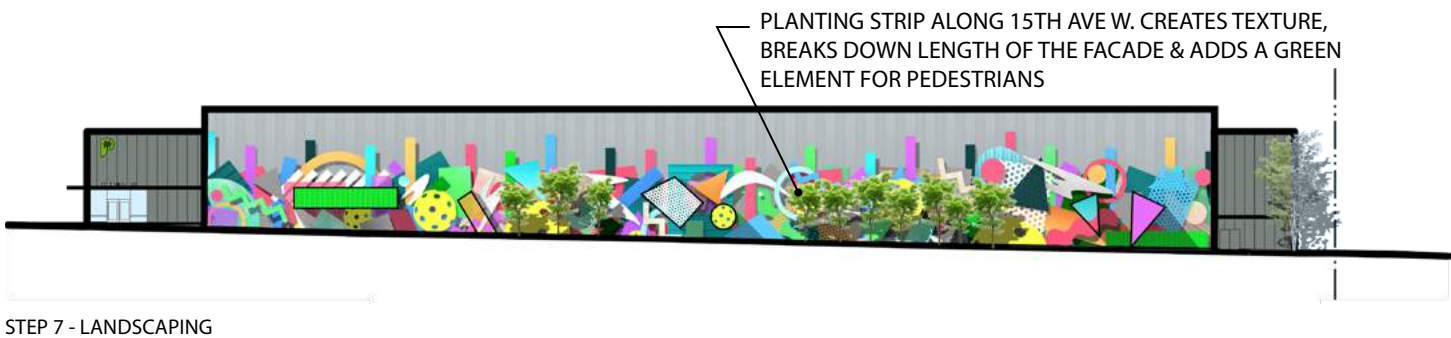 PLANTING STRIP ALONG 15TH AVE W. CREATES TEXTURE,
BREAKS DOWN LENGTH OF THE FACADE & ADDS A GREEN
ELEMENT FOR PEDESTRIANS
STEP 7 - LANDSCAPING